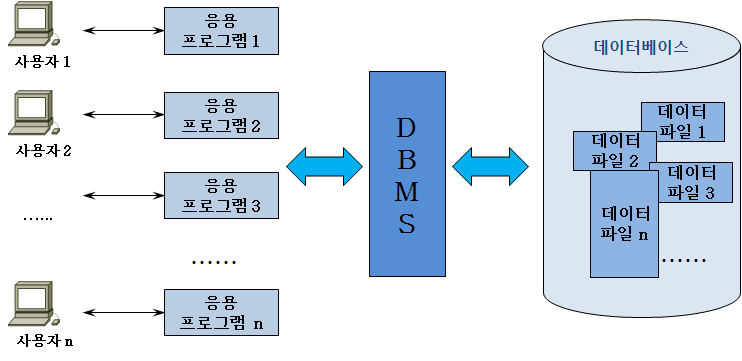 사용자 1
응용
프로그램 1
사용자 2
응용
프로그램 2
......
응용
프로그램 3
......
사용자 n
응용
프로그램 n
D
B
M
S
데이터베이스
데이터
파일 1
데이터
파일 2
데이터
파일 3
데이터
파일 n
......